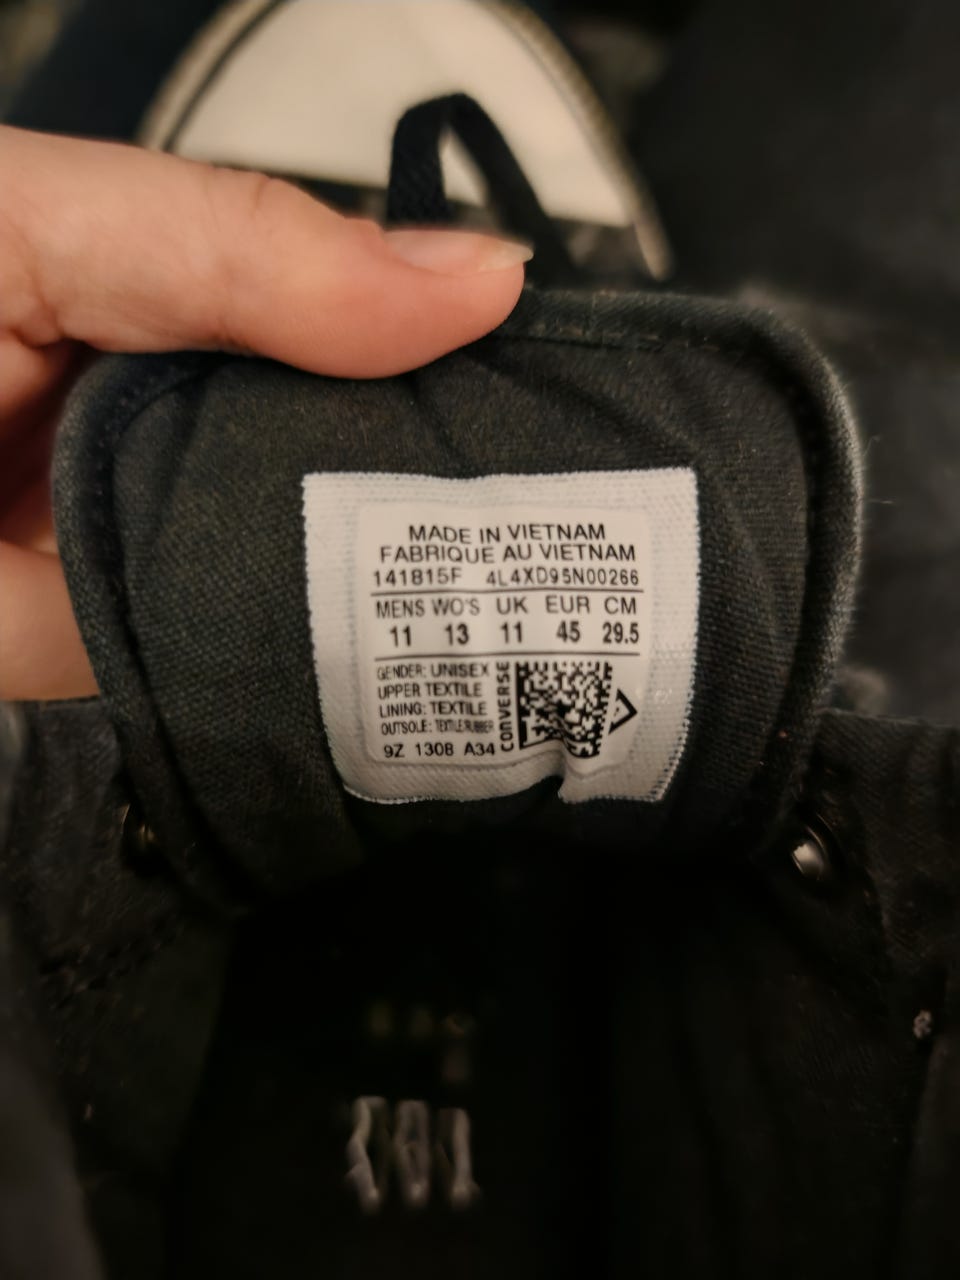 MADE IN VIETNAM
FABRIQUE AU VIETNAM
141815F 4L4XD95N00266
MENS WO'S UK EUR CM
11 13 11 45 29.5
GENDER: UNISEX
UPPER TEXTILE
LINING: TEXTILE
OUTSOLE: TEXTILE/RUBBER
9Z 1308 A34
CONVERSE